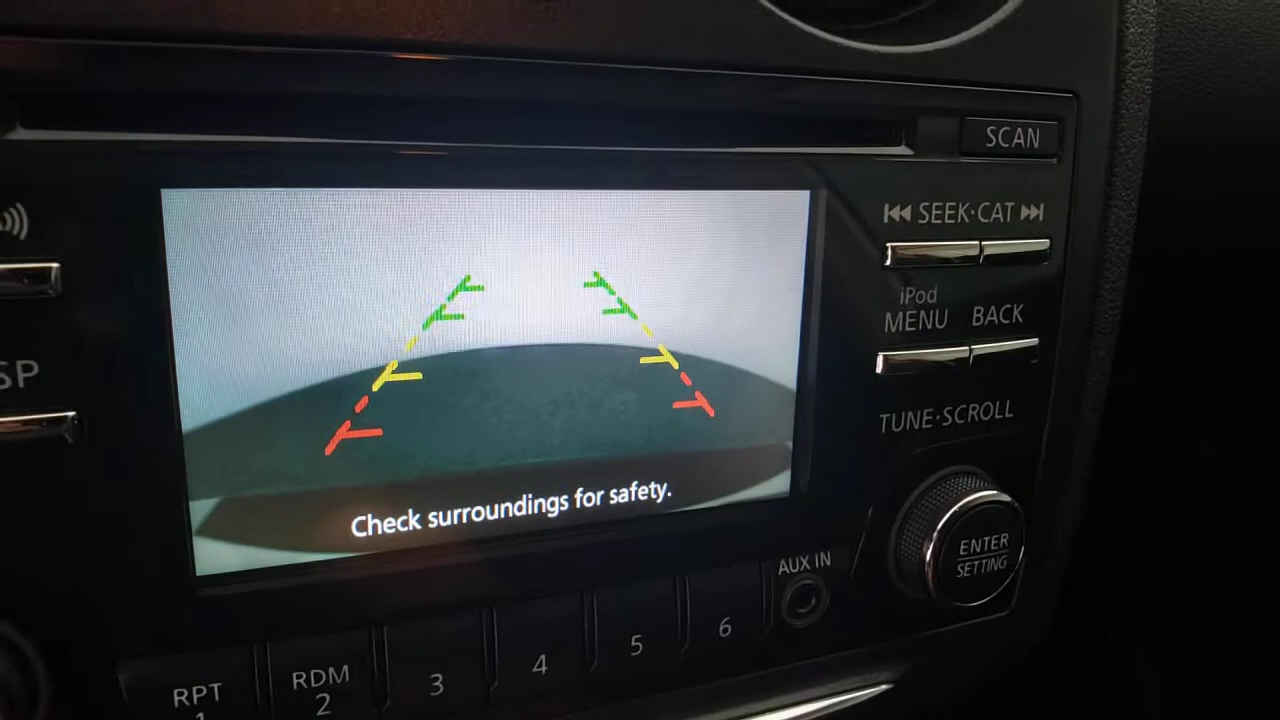 SCAN
SEEK·CAT
iPod
MENU BACK
TUNE·SCROLL
Check surroundings for safety.
ENTER
SETTING
AUX IN
RPT
1
RDM
2
3
4
5
6